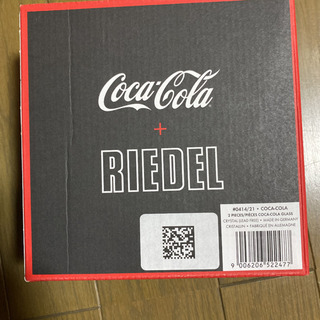 Coca-Cola
+
RIEDEL
#0414/21 • COCA-COLA
2 PIECES/PIÈCES COCA-COLA GLASS
CRYSTAL (LEAD FREE) • MADE IN GERMANY
CRISTALLIN • FABRIQUÉ EN ALLEMAGNE
9 006206 522477